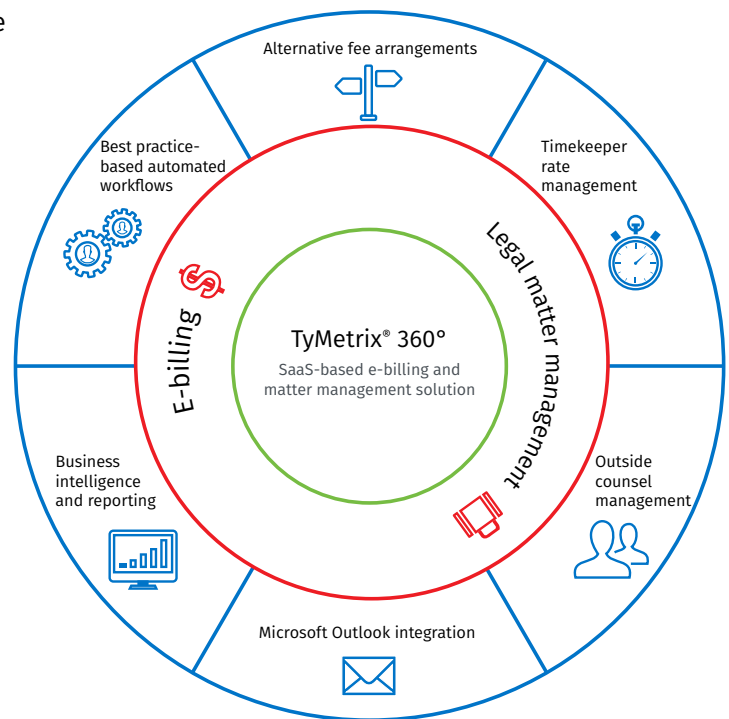 e
Alternative fee arrangements
Timekeeper
rate
management
Outside
counsel
management
Microsoft Outlook integration
Business
intelligence
and reporting
Best practice-
based automated
workflows
E-billing
$
Legal matter management
TyMetrix® 360°
SaaS-based e-billing and
matter management solution